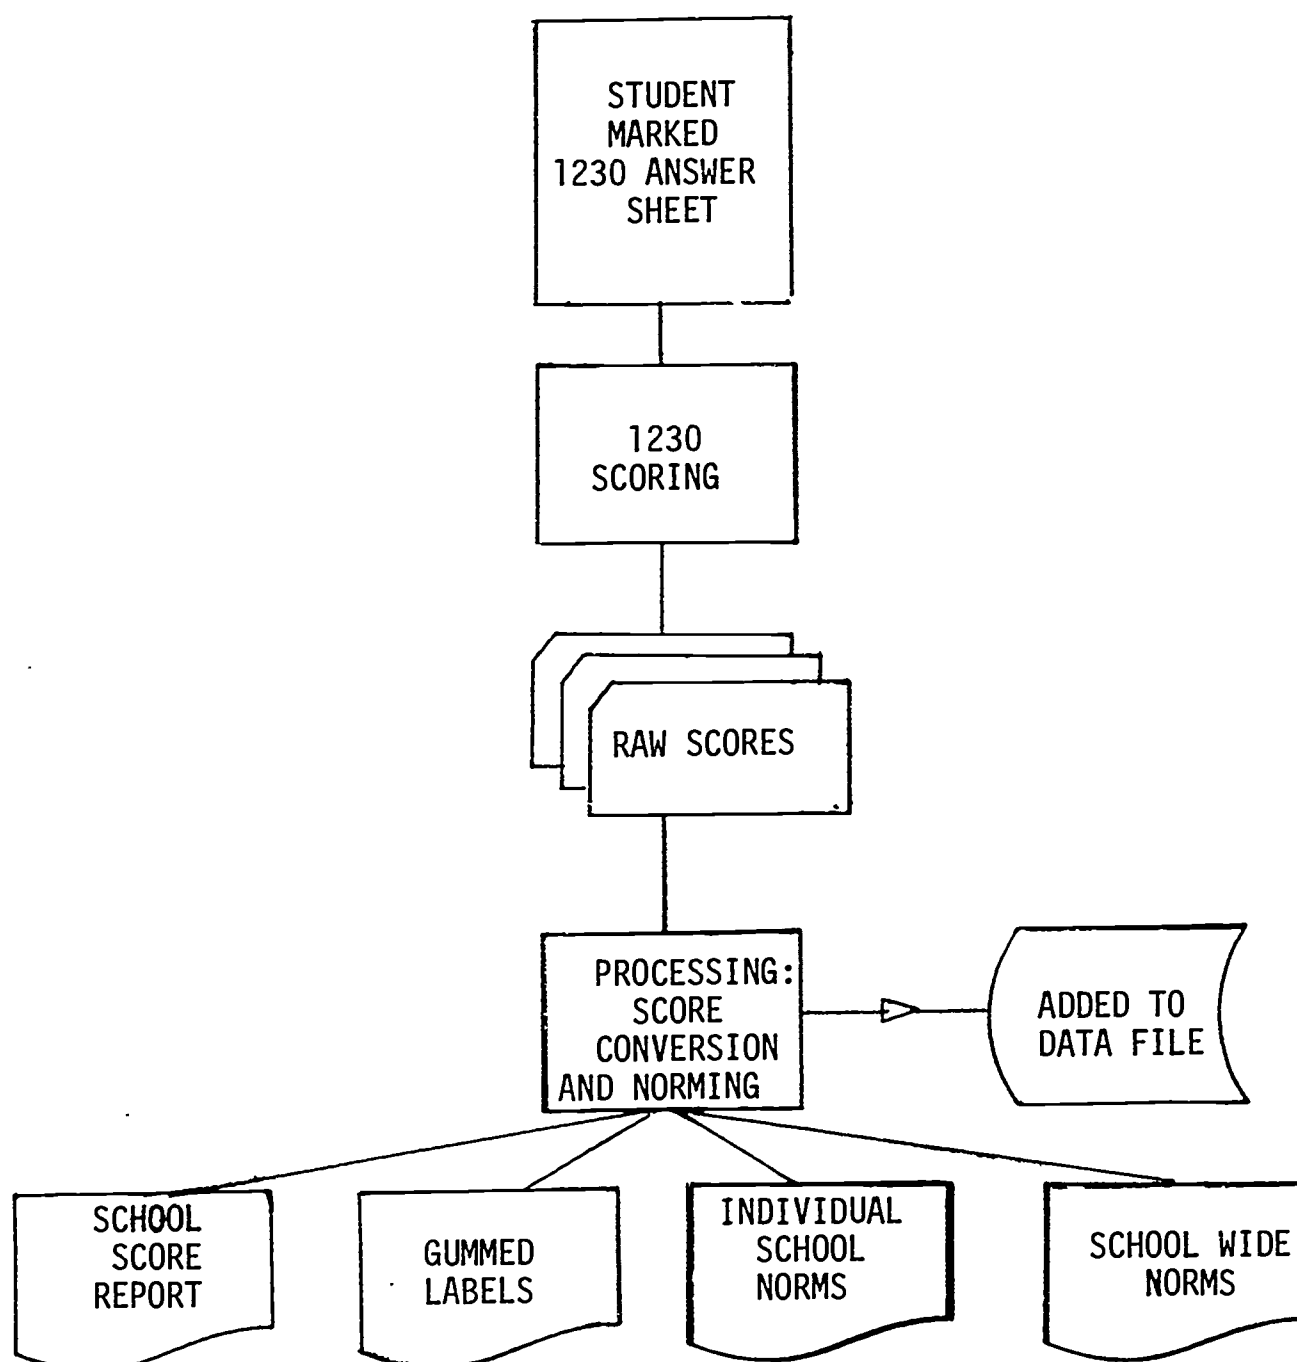 STUDENT
MARKED
1230 ANSWER
SHEET
1230
SCORING
RAW SCORES
PROCESSING:
SCORE
CONVERSION
AND NORMING
ADDED TO
DATA FILE
SCHOOL
SCORE
REPORT
GUMMED
LABELS
INDIVIDUAL
SCHOOL
NORMS
SCHOOL WIDE
NORMS